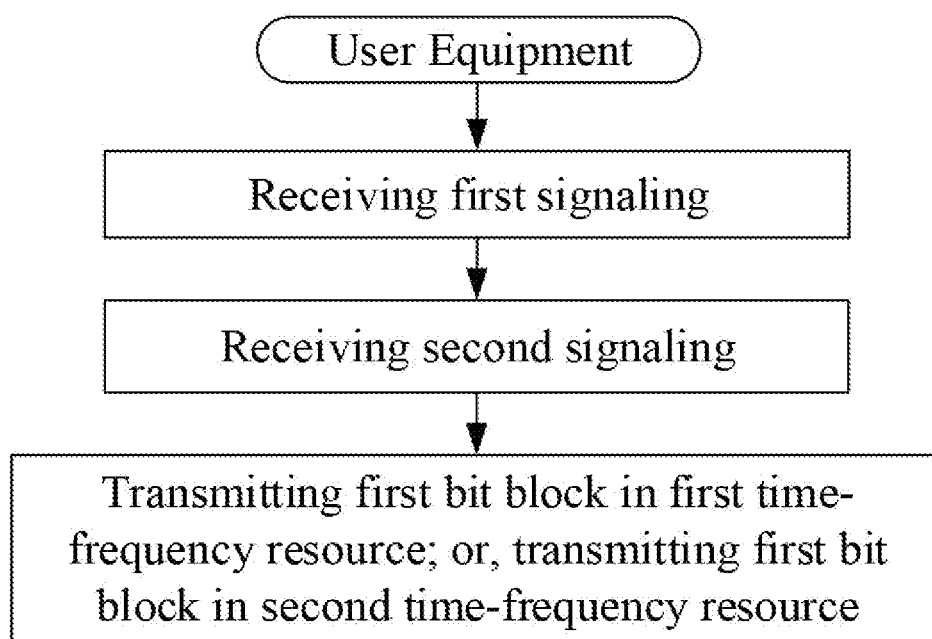 User Equipment
Receiving first signaling
Receiving second signaling
Transmitting first bit block in first time-
frequency resource; or, transmitting first bit
block in second time-frequency resource